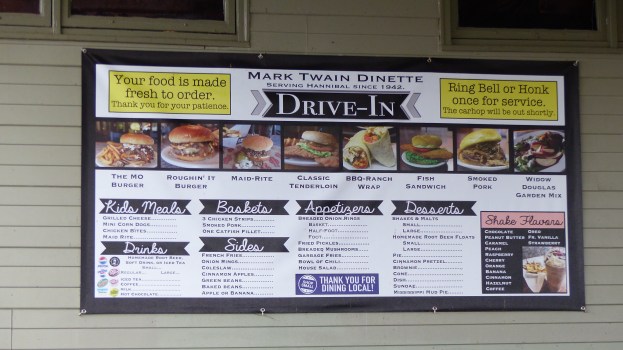 Your food is made
fresh to order.
Thank you for your patience.
Mark Twain Dinette
Serving Hannibal since 1942.
Drive-In
Ring Bell or Honk
once for service.
The carhop will be out shortly.
The MO
Burger
Roughin' It
Burger
Maid-Rite
Classic
Tenderloin
BBQ-Ranch
Wrap
Fish
Sandwich
Smoked
Pork
Widow
Douglas
Garden Mix
Kids Meals
Grilled Cheese
Mini Corn Dogs
Chicken Bites
Maid Rite
Drinks
Homemade Root Beer
Soft Drink, or Iced Tea
Small
Regular Large
Iced Tea
Coffee
Milk
Hot Chocolate
Baskets
3 Chicken Strips
Smoked Pork
One Catfish Fillet
Sides
French Fries
Onion Rings
Coleslaw
Cinnamon Apples
Green Beans
Baked Beans
Apple or Banana
Appetizers
Breaded Onion Rings
Basket
Half-Foot
Foot
Fried Pickles
Breaded Mushrooms
Garbage Fries
Bowl of Chili
House Salad
THANK YOU FOR
DINING LOCAL!
Desserts
Shakes & Malts
Small
Large
Homemade Root Beer Floats
Small
Large
Pie
Cinnamon Pretzel
Brownie
Cone
Dish
Sundae
Mississippi Mud Pie
Shake Flavors
Chocolate
Peanut Butter
Caramel
Peach
Raspberry
Cherry
Orange
Banana
Cinnamon
Hazelnut
Coffee
Oreo
Fr. Vanilla
Strawberry